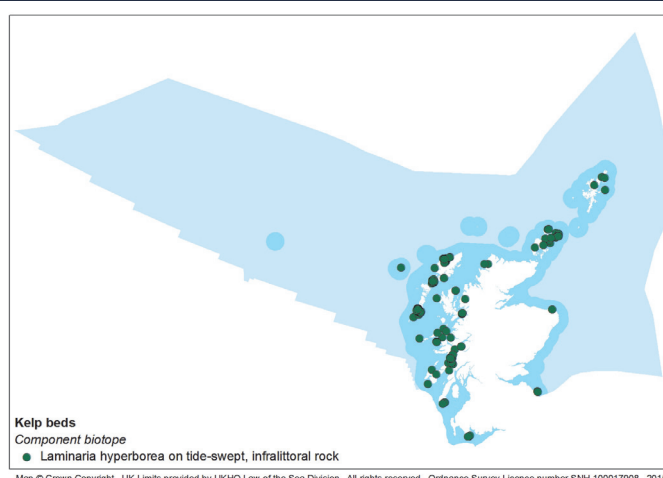 Kelp beds
Component biotope
Laminaria hyperborea on tide-swept, infralittoral rock
Map © Crown Copyright. UK Limits provided by UKHO Law of the Sea Division. All rights reserved. Ordnance Survey Licence number SNH 100017908